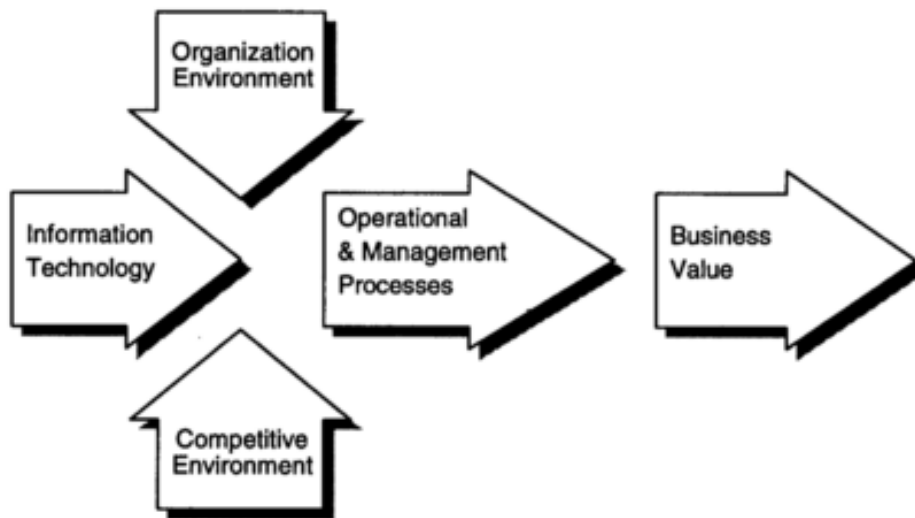 Organization
Environment
Information
Technology
Operational
& Management
Processes
Business
Value
Competitive
Environment